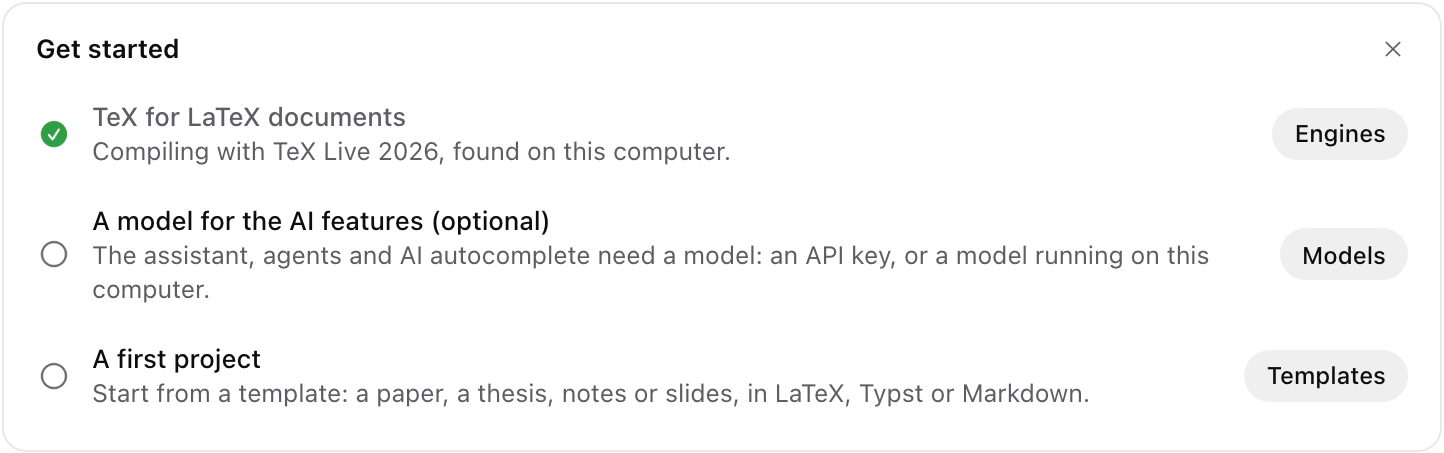 Get started
TeX for LaTeX documents
Compiling with TeX Live 2026, found on this computer.
Engines
A model for the AI features (optional)
The assistant, agents and AI autocomplete need a model: an API key, or a model running on this
computer.
Models
A first project
Start from a template: a paper, a thesis, notes or slides, in LaTeX, Typst or Markdown.
Templates